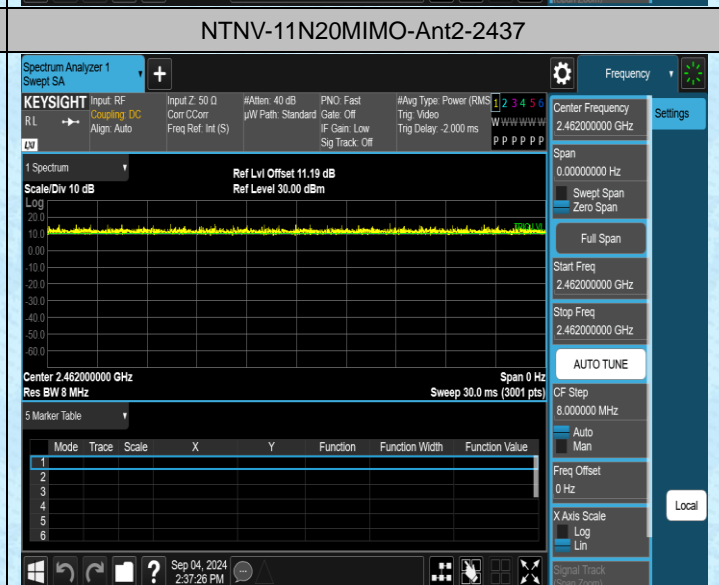 NTNV-11N20MIMO-Ant2-2437
Spectrum Analyzer 1
Swept SA
+
Frequency
KEYSIGHT
RL
LXI
Input: RF
Coupling: DC
Align: Auto
Input Z: 50 Ω
Corr CCorr
Freq Ref: Int (S)
#Atten: 40 dB
µW Path: Standard
PNO: Fast
Gate: Off
IF Gain: Low
Sig Track: Off
#Avg Type: Power (RMS
Trig: Video
Trig Delay: -2.000 ms
1 2 3 4 5 6
W W W W W W
P P P P P P
Center Frequency
2.462000000 GHz
Settings
Span
0.00000000 Hz
Swept Span
Zero Span
Full Span
Start Freq
2.462000000 GHz
Stop Freq
2.462000000 GHz
AUTO TUNE
CF Step
8.000000 MHz
Auto
Man
Freq Offset
0 Hz
X Axis Scale
Log
Lin
Signal Track
(Span Zoom)
Local
1 Spectrum
Scale/Div 10 dB
Ref Lvl Offset 11.19 dB
Ref Level 30.00 dBm
Log
20.0
10.0
0.00
-10.0
-20.0
-30.0
-40.0
-50.0
-60.0
TRIG LVL
Center 2.462000000 GHz
Res BW 8 MHz
Span 0 Hz
Sweep 30.0 ms (3001 pts)
5 Marker Table
Mode Trace Scale X Y Function Function Width Function Value
1
2
3
4
5
6
?
Sep 04, 2024
2:37:26 PM